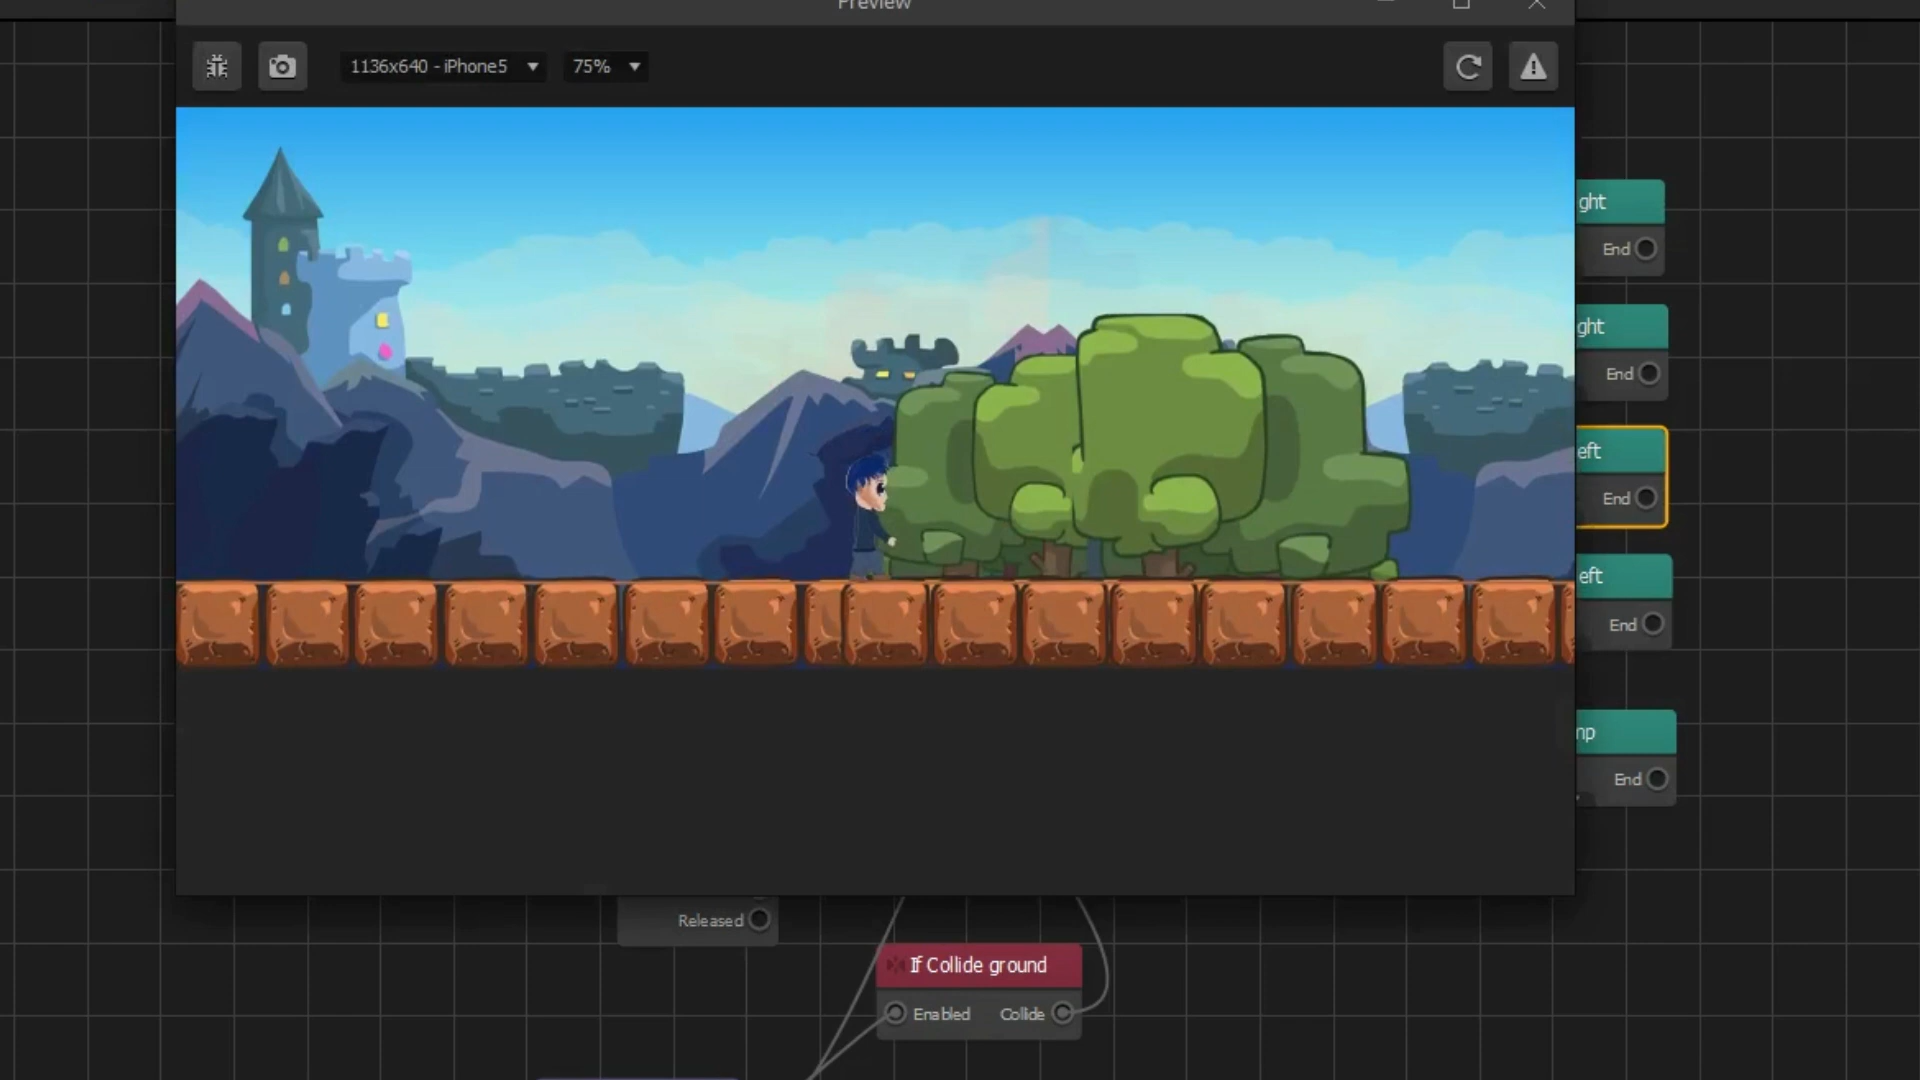 Preview
1136x640 - iPhone5
75%
ght
End
ght
End
eft
End
eft
End
mp
End
Released
If Collide ground
Enabled Collide